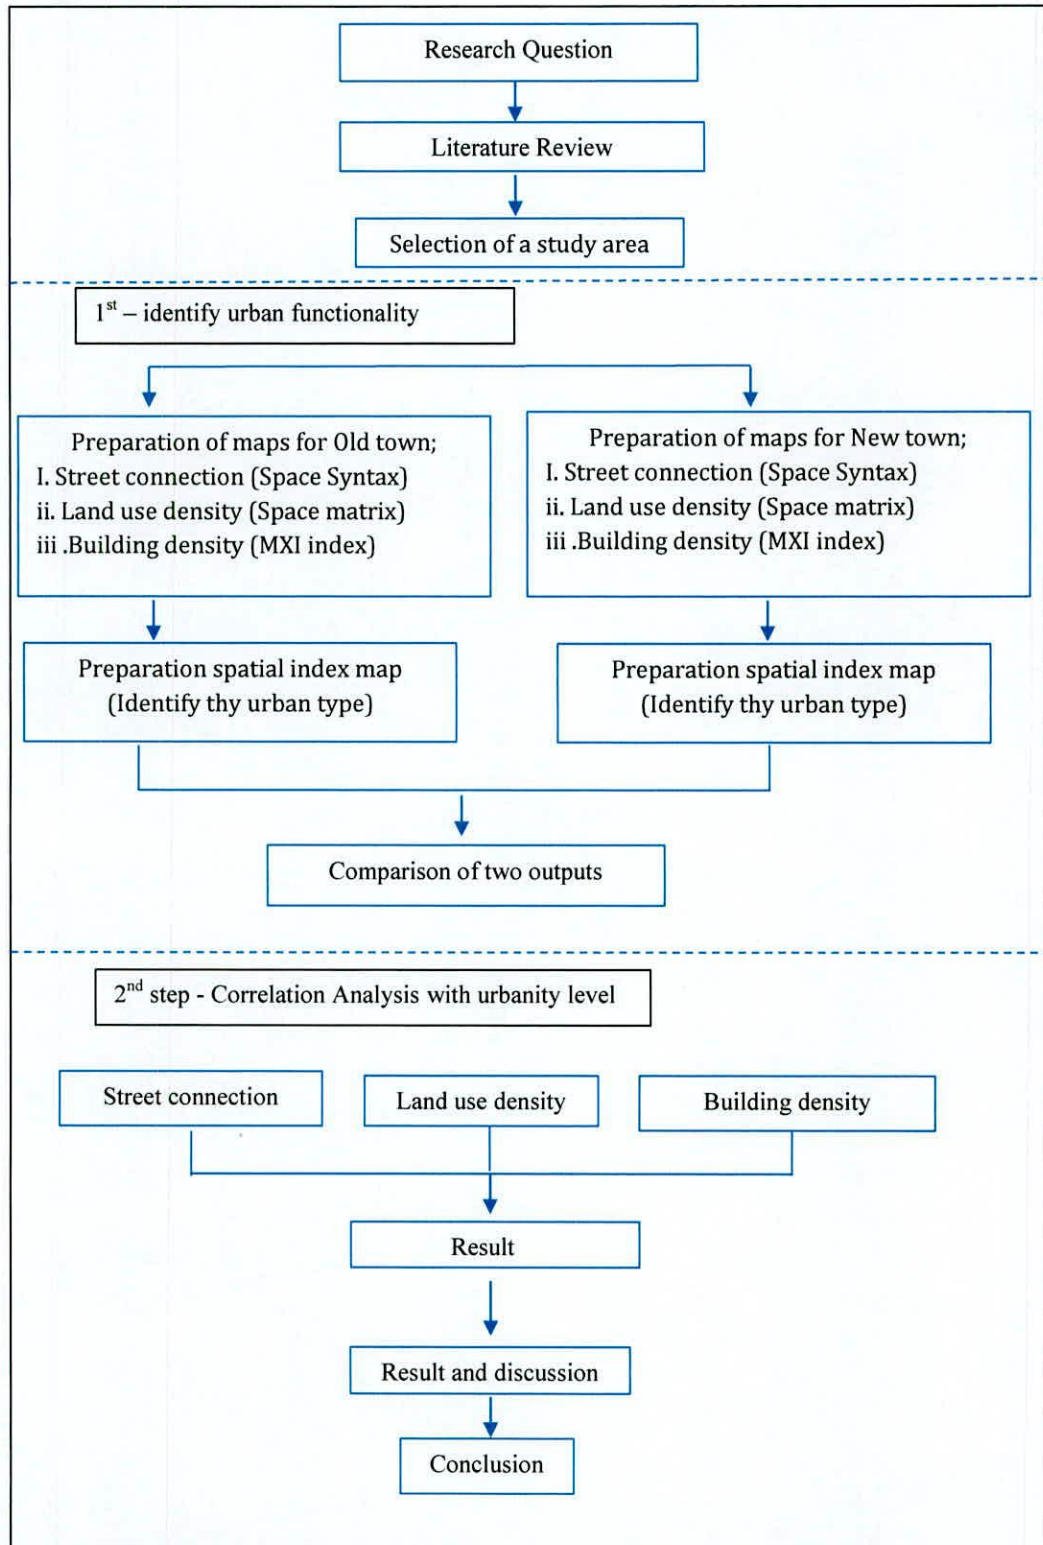 Research Question
Literature Review
Selection of a study area
1st – identify urban functionality
Preparation of maps for Old town;
I. Street connection (Space Syntax)
ii. Land use density (Space matrix)
iii .Building density (MXI index)
Preparation of maps for New town;
I. Street connection (Space Syntax)
ii. Land use density (Space matrix)
iii .Building density (MXI index)
Preparation spatial index map
(Identify thy urban type)
Preparation spatial index map
(Identify thy urban type)
Comparison of two outputs
2nd step - Correlation Analysis with urbanity level
Street connection
Land use density
Building density
Result
Result and discussion
Conclusion